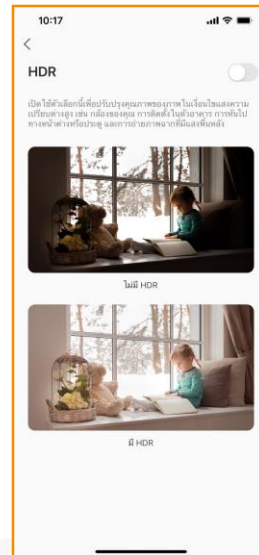 10:17
HDR
เปิดใช้ตัวเลือกนี้เพื่อปรับปรุงคุณภาพของภาพในเงื่อนไขแสงความ
เปรียบต่างสูง เช่น กล้องของคุณ การติดตั้งในตัวอาคาร การหันไป
ทางหน้าต่างหรือประตู และการถ่ายภาพฉากที่มีแสงพื้นหลัง
ไม่มี HDR
มี HDR